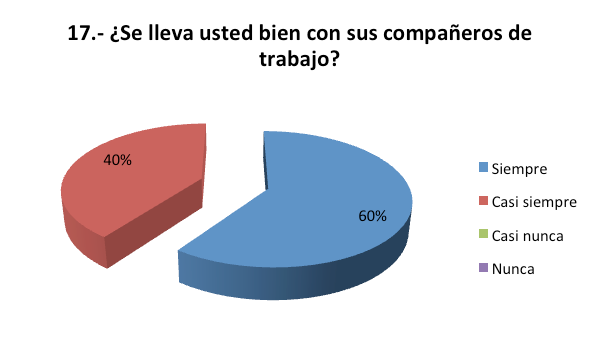 17.- ¿Se lleva usted bien con sus compañeros de
trabajo?
40%
60%
Siempre
Casi siempre
Casi nunca
Nunca